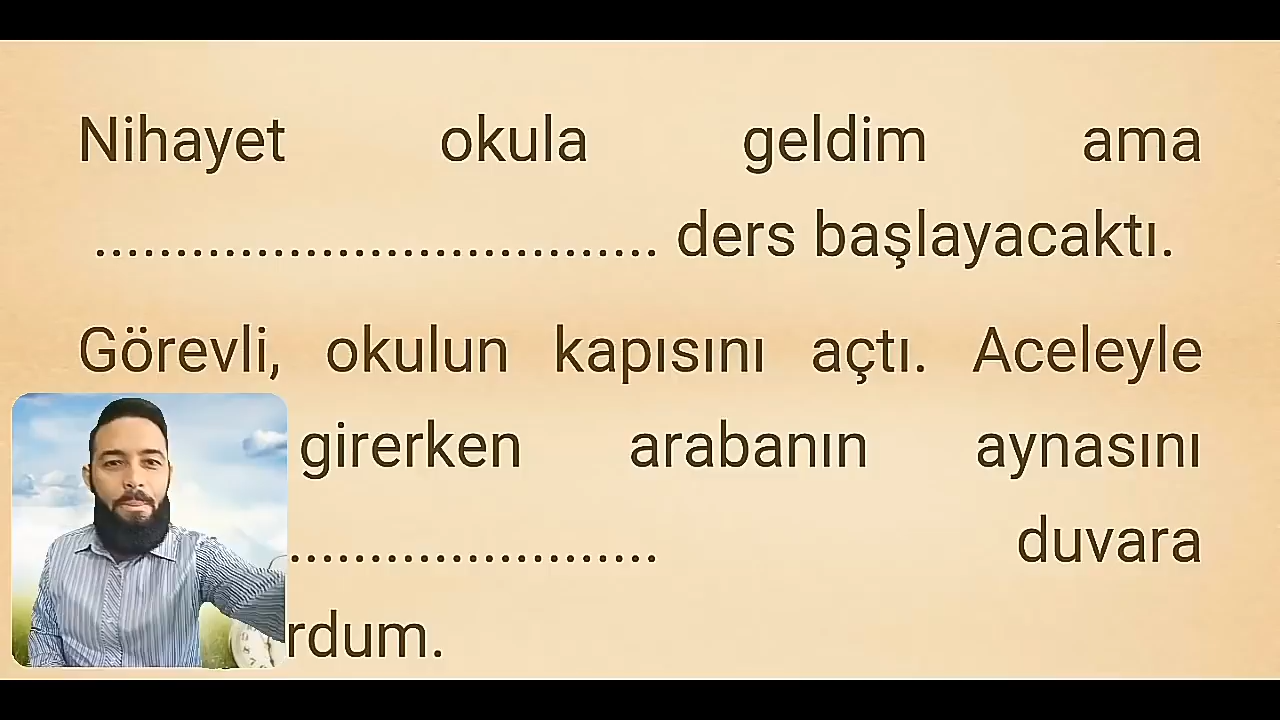 Nihayet okula geldim ama
................................... ders başlayacaktı.
Görevli, okulun kapısını açtı. Aceleyle
girerken arabanın aynasını
....................... duvara
rdum.